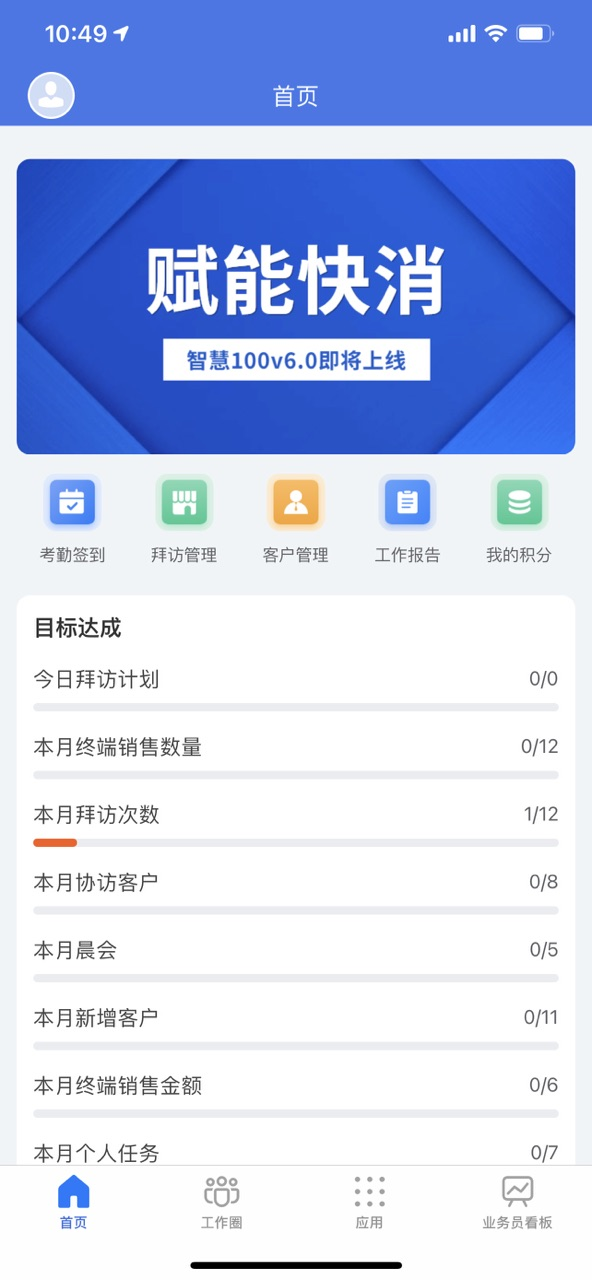 10:49
首页
赋能快消
智慧100v6.0即将上线
考勤签到 拜访管理 客户管理 工作报告 我的积分
目标达成
今日拜访计划 0/0
本月终端销售数量 0/12
本月拜访次数 1/12
本月协访客户 0/8
本月晨会 0/5
本月新增客户 0/11
本月终端销售金额 0/6
本月个人任务 0/7
首页 工作圈 应用 业务员看板